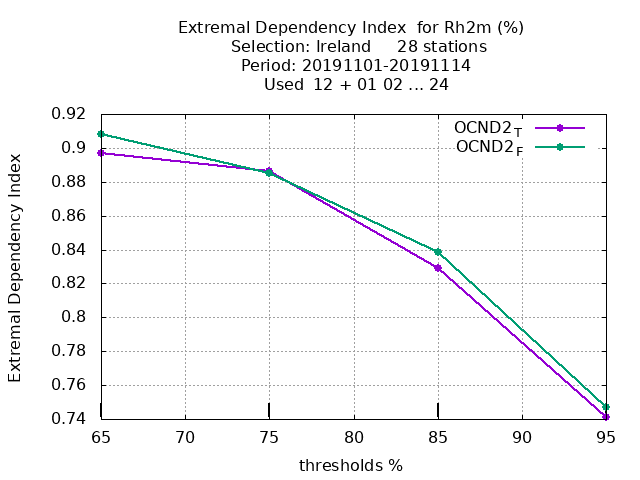 Extremal Dependency Index  for Rh2m (%)
Selection: Ireland     28 stations
Period: 20191101-20191114
Used  12 + 01 02 ... 24
Extremal Dependency Index
0.92
0.9
0.88
0.86
0.84
0.82
0.8
0.78
0.76
0.74
OCND2T
OCND2F
65 70 75 80 85 90 95
thresholds %